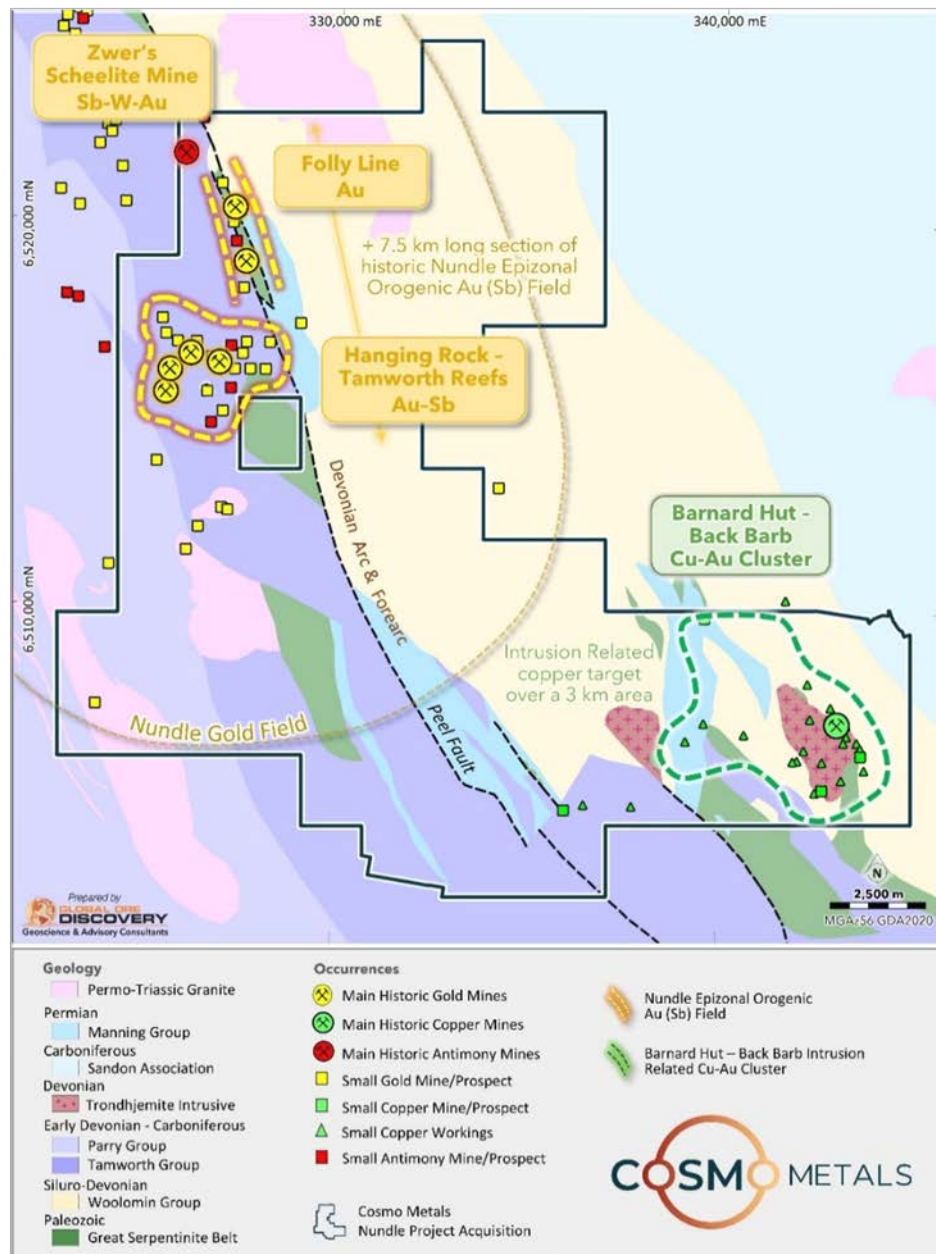 330,000 mE
340,000 mE
Zwer's
Scheelite Mine
Sb-W-Au
6,520,000 mN
Folly Line
Au
+ 7.5 km long section of
historic Nundle Epizonal
Orogenic Au (Sb) Field
Hanging Rock -
Tamworth Reefs
Au-Sb
Devonian Arc & Forearc
Barnard Hut -
Back Barb
Cu-Au Cluster
6,510,000 mN
Intrusion Related
copper target
over a 3 km area
Nundle Gold Field
Peel Fault
N
2,500 m
MGAz56 GDA2020
Prepared by
GLOBAL ORE
DISCOVERY
Geoscience & Advisory Consultants
Geology
Permo-Triassic Granite
Permian
Manning Group
Carboniferous
Sandon Association
Devonian
Trondhjemite Intrusive
Early Devonian - Carboniferous
Parry Group
Tamworth Group
Siluro-Devonian
Woolomin Group
Paleozoic
Great Serpentinite Belt
Occurrences
Main Historic Gold Mines
Main Historic Copper Mines
Main Historic Antimony Mines
Small Gold Mine/Prospect
Small Copper Mine/Prospect
Small Copper Workings
Small Antimony Mine/Prospect
Cosmo Metals
Nundle Project Acquisition
Nundle Epizonal Orogenic
Au (Sb) Field
Barnard Hut – Back Barb Intrusion
Related Cu-Au Cluster
COSMO METALS